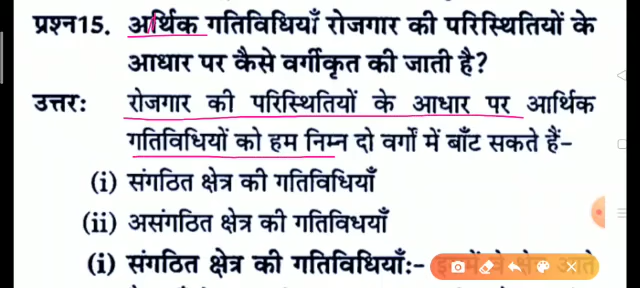 प्रश्न15. अर्थिक गतिविधियाँ रोजगार की परिस्थितियों के
आधार पर कैसे वर्गीकृत की जाती है?
उत्तर: रोजगार की परिस्थितियों के आधार पर आर्थिक
गतिविधियों को हम निम्न दो वर्गों में बाँट सकते हैं-
(i) संगठित क्षेत्र की गतिविधियाँ
(ii) असंगठित क्षेत्र की गतिविधयाँ
(i) संगठित क्षेत्र की गतिविधियाँ:-